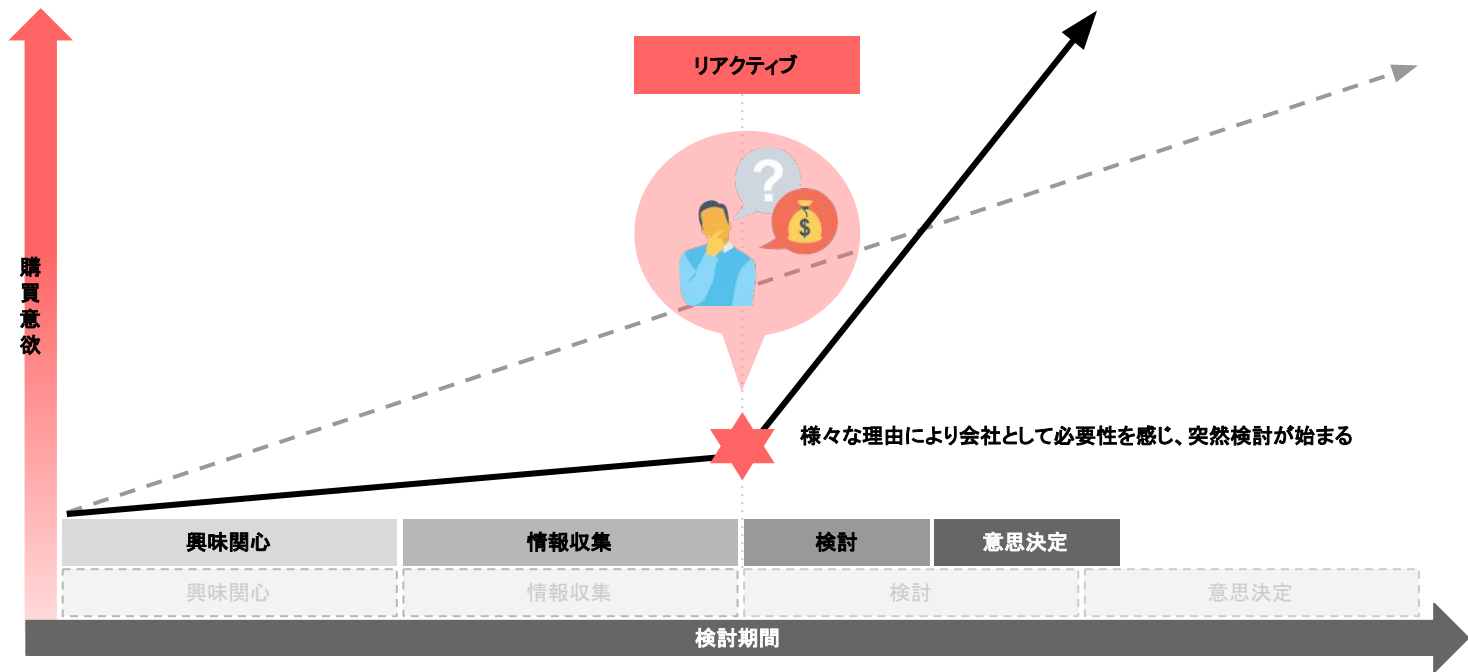 リアクティブ
?
$
購買意欲
様々な理由により会社として必要性を感じ、突然検討が始まる
興味関心
情報収集
検討
意思決定
興味関心
情報収集
検討
意思決定
検討期間